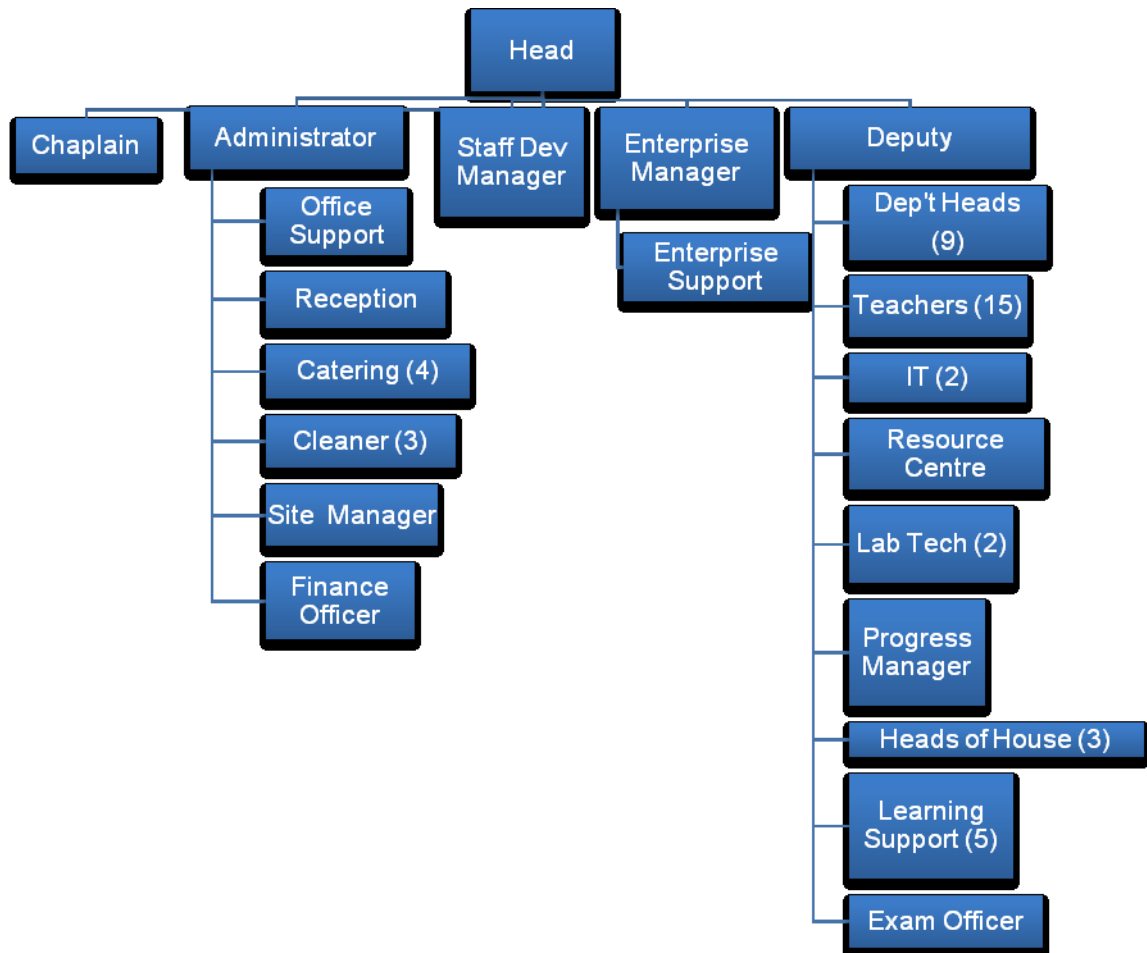 Head
Chaplain
Administrator
Staff Dev
Manager
Enterprise
Manager
Deputy
Office
Support
Reception
Catering (4)
Cleaner (3)
Site Manager
Finance
Officer
Enterprise
Support
Dep't Heads
(9)
Teachers (15)
IT (2)
Resource
Centre
Lab Tech (2)
Progress
Manager
Heads of House (3)
Learning
Support (5)
Exam Officer